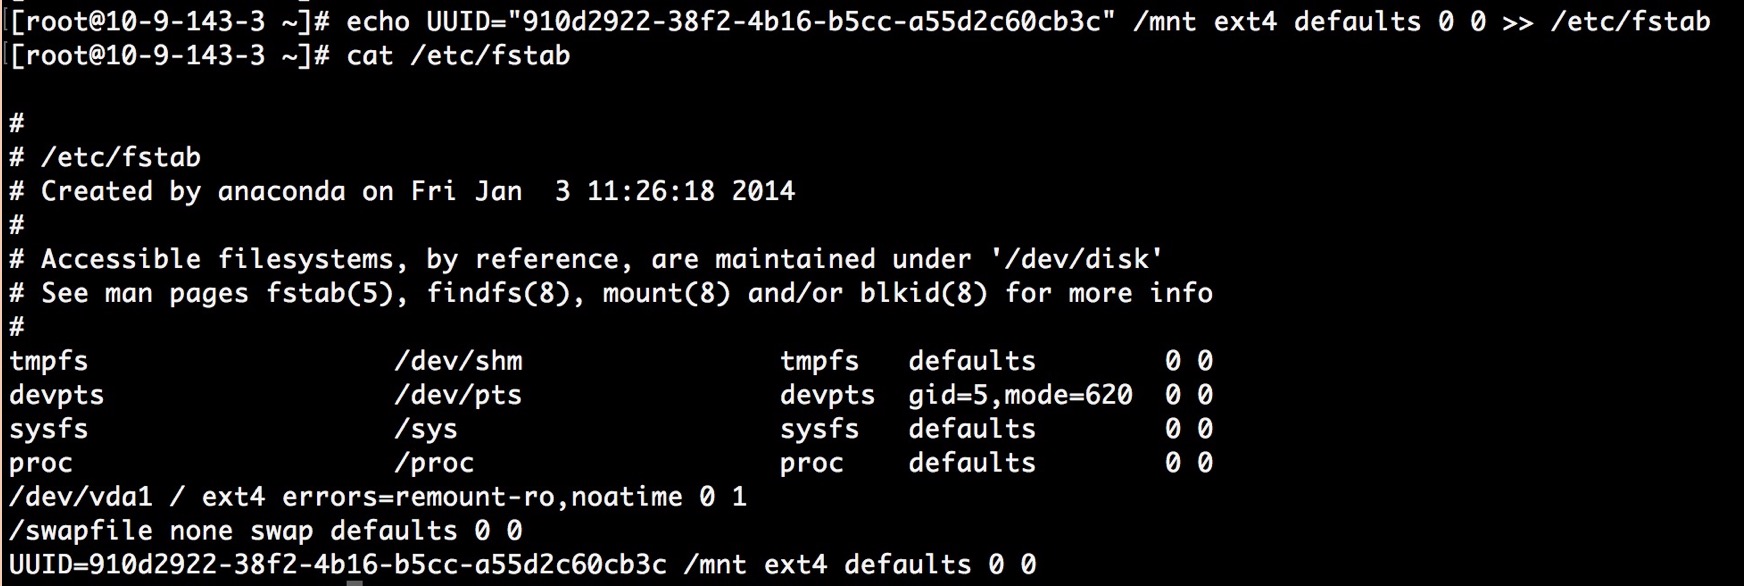 [root@10-9-143-3 ~]# echo UUID="910d2922-38f2-4b16-b5cc-a55d2c60cb3c" /mnt ext4 defaults 0 0 >> /etc/fstab
[root@10-9-143-3 ~]# cat /etc/fstab
#
# /etc/fstab
# Created by anaconda on Fri Jan  3 11:26:18 2014
#
# Accessible filesystems, by reference, are maintained under '/dev/disk'
# See man pages fstab(5), findfs(8), mount(8) and/or blkid(8) for more info
#
tmpfs                   /dev/shm                tmpfs   defaults        0 0
devpts                  /dev/pts                devpts  gid=5,mode=620  0 0
sysfs                   /sys                    sysfs   defaults        0 0
proc                    /proc                   proc    defaults        0 0
/dev/vda1 / ext4 errors=remount-ro,noatime 0 1
/swapfile none swap defaults 0 0
UUID=910d2922-38f2-4b16-b5cc-a55d2c60cb3c /mnt ext4 defaults 0 0